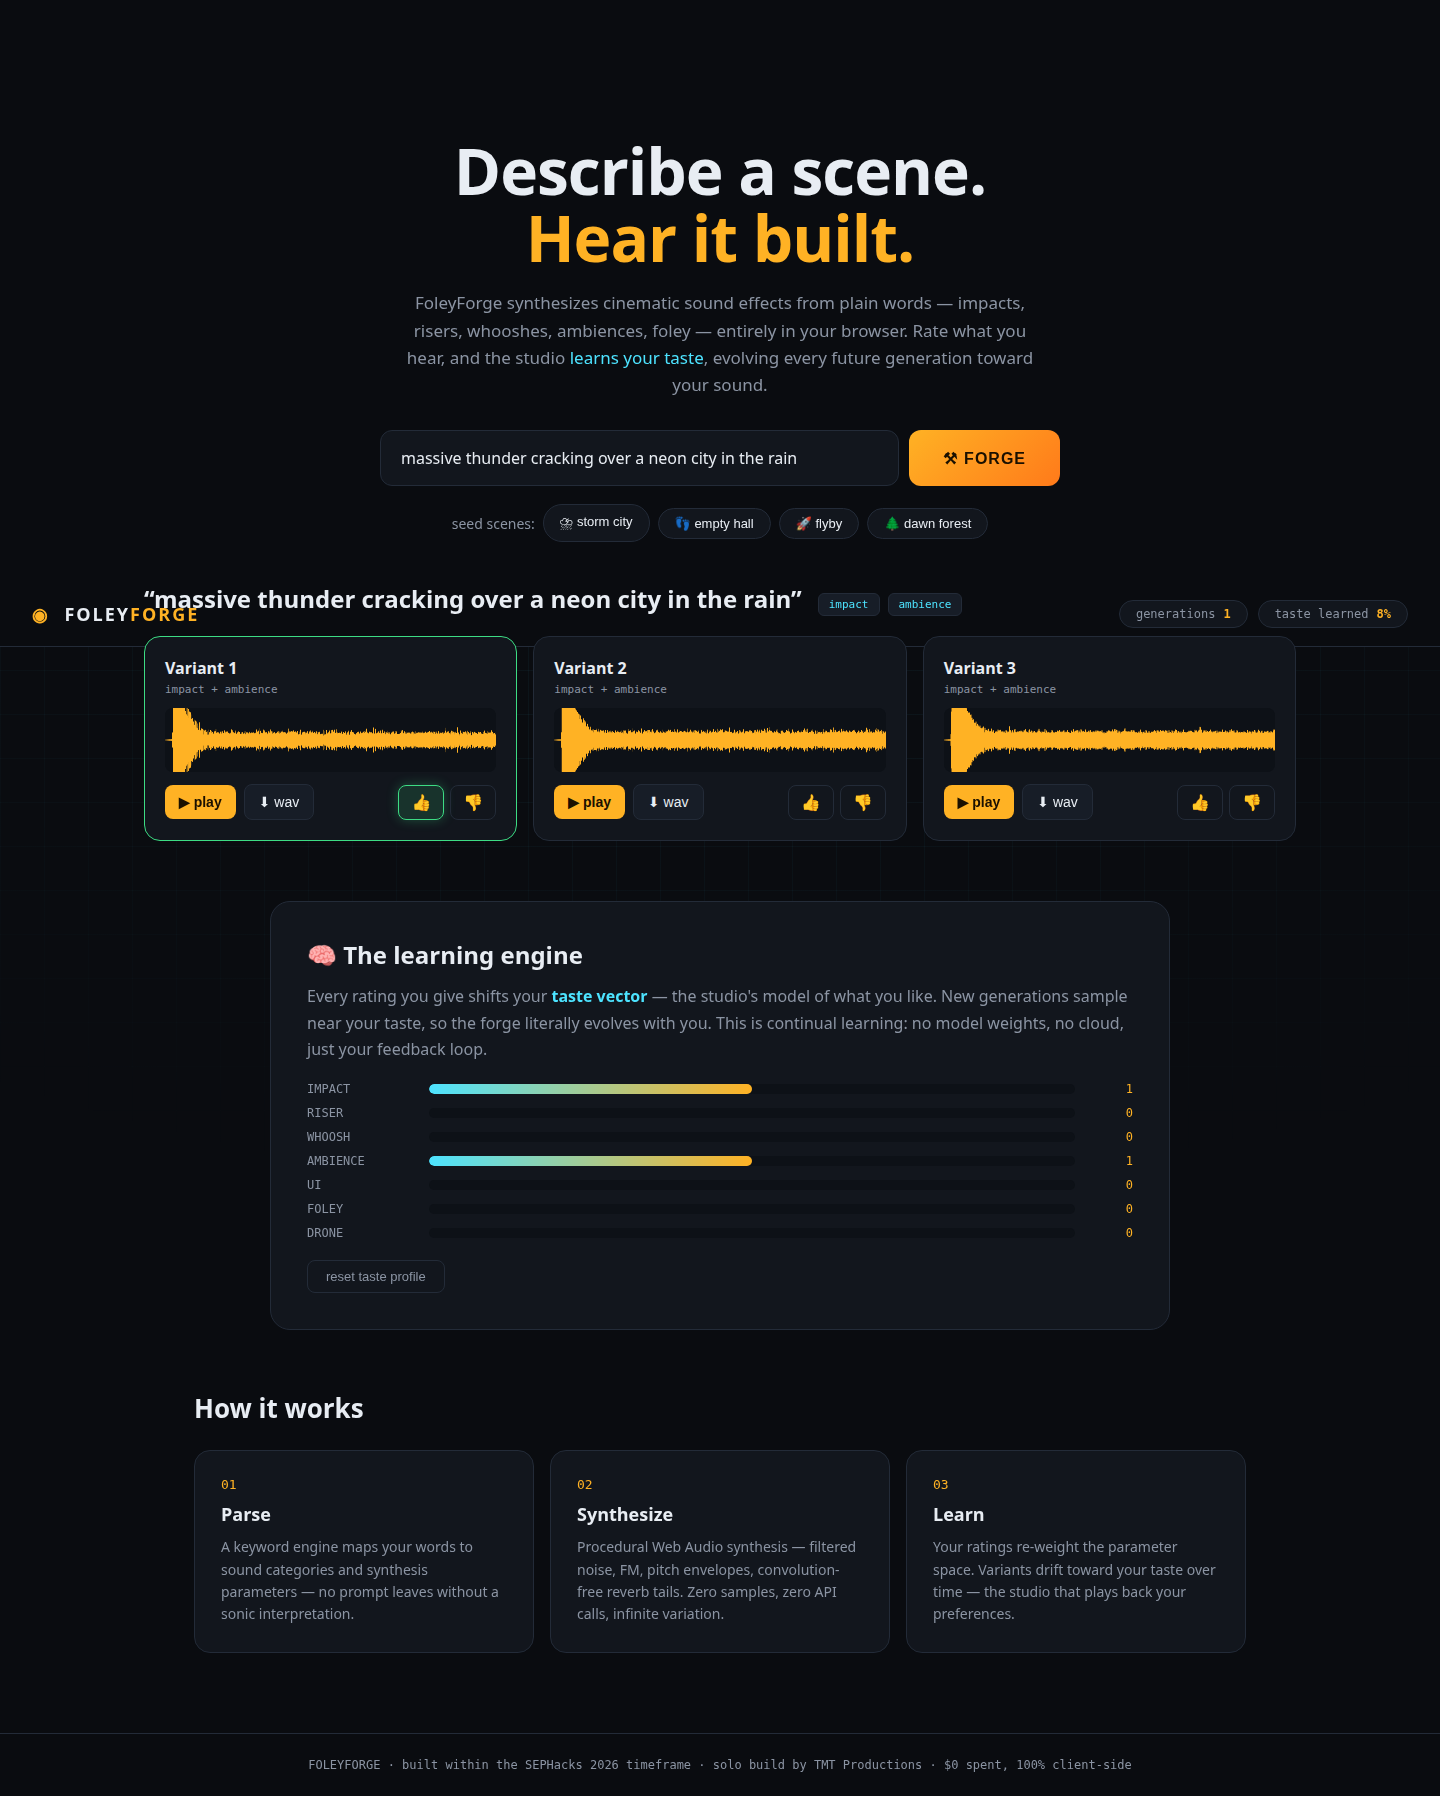 Describe a scene.
Hear it built.
FoleyForge synthesizes cinematic sound effects from plain words — impacts,
risers, whooshes, ambiences, foley — entirely in your browser. Rate what you
hear, and the studio learns your taste, evolving every future generation toward
your sound.
massive thunder cracking over a neon city in the rain
⚒ FORGE
seed scenes: ⛈ storm city 👣 empty hall 🚀 flyby 🌲 dawn forest
“massive thunder cracking over a neon city in the rain” impact ambience
◉ FOLEYFORGE generations 1 taste learned 8%
Variant 1
impact + ambience
▶ play ⬇ wav 👍 👎
Variant 2
impact + ambience
▶ play ⬇ wav 👍 👎
Variant 3
impact + ambience
▶ play ⬇ wav 👍 👎
🧠 The learning engine
Every rating you give shifts your taste vector — the studio's model of what you like. New generations sample
near your taste, so the forge literally evolves with you. This is continual learning: no model weights, no cloud,
just your feedback loop.
IMPACT 1
RISER 0
WHOOSH 0
AMBIENCE 1
UI 0
FOLEY 0
DRONE 0
reset taste profile
How it works
01
Parse
A keyword engine maps your words to
sound categories and synthesis
parameters — no prompt leaves without a
sonic interpretation.
02
Synthesize
Procedural Web Audio synthesis — filtered
noise, FM, pitch envelopes, convolution-
free reverb tails. Zero samples, zero API
calls, infinite variation.
03
Learn
Your ratings re-weight the parameter
space. Variants drift toward your taste over
time — the studio that plays back your
preferences.
FOLEYFORGE · built within the SEPHacks 2026 timeframe · solo build by TMT Productions · $0 spent, 100% client-side